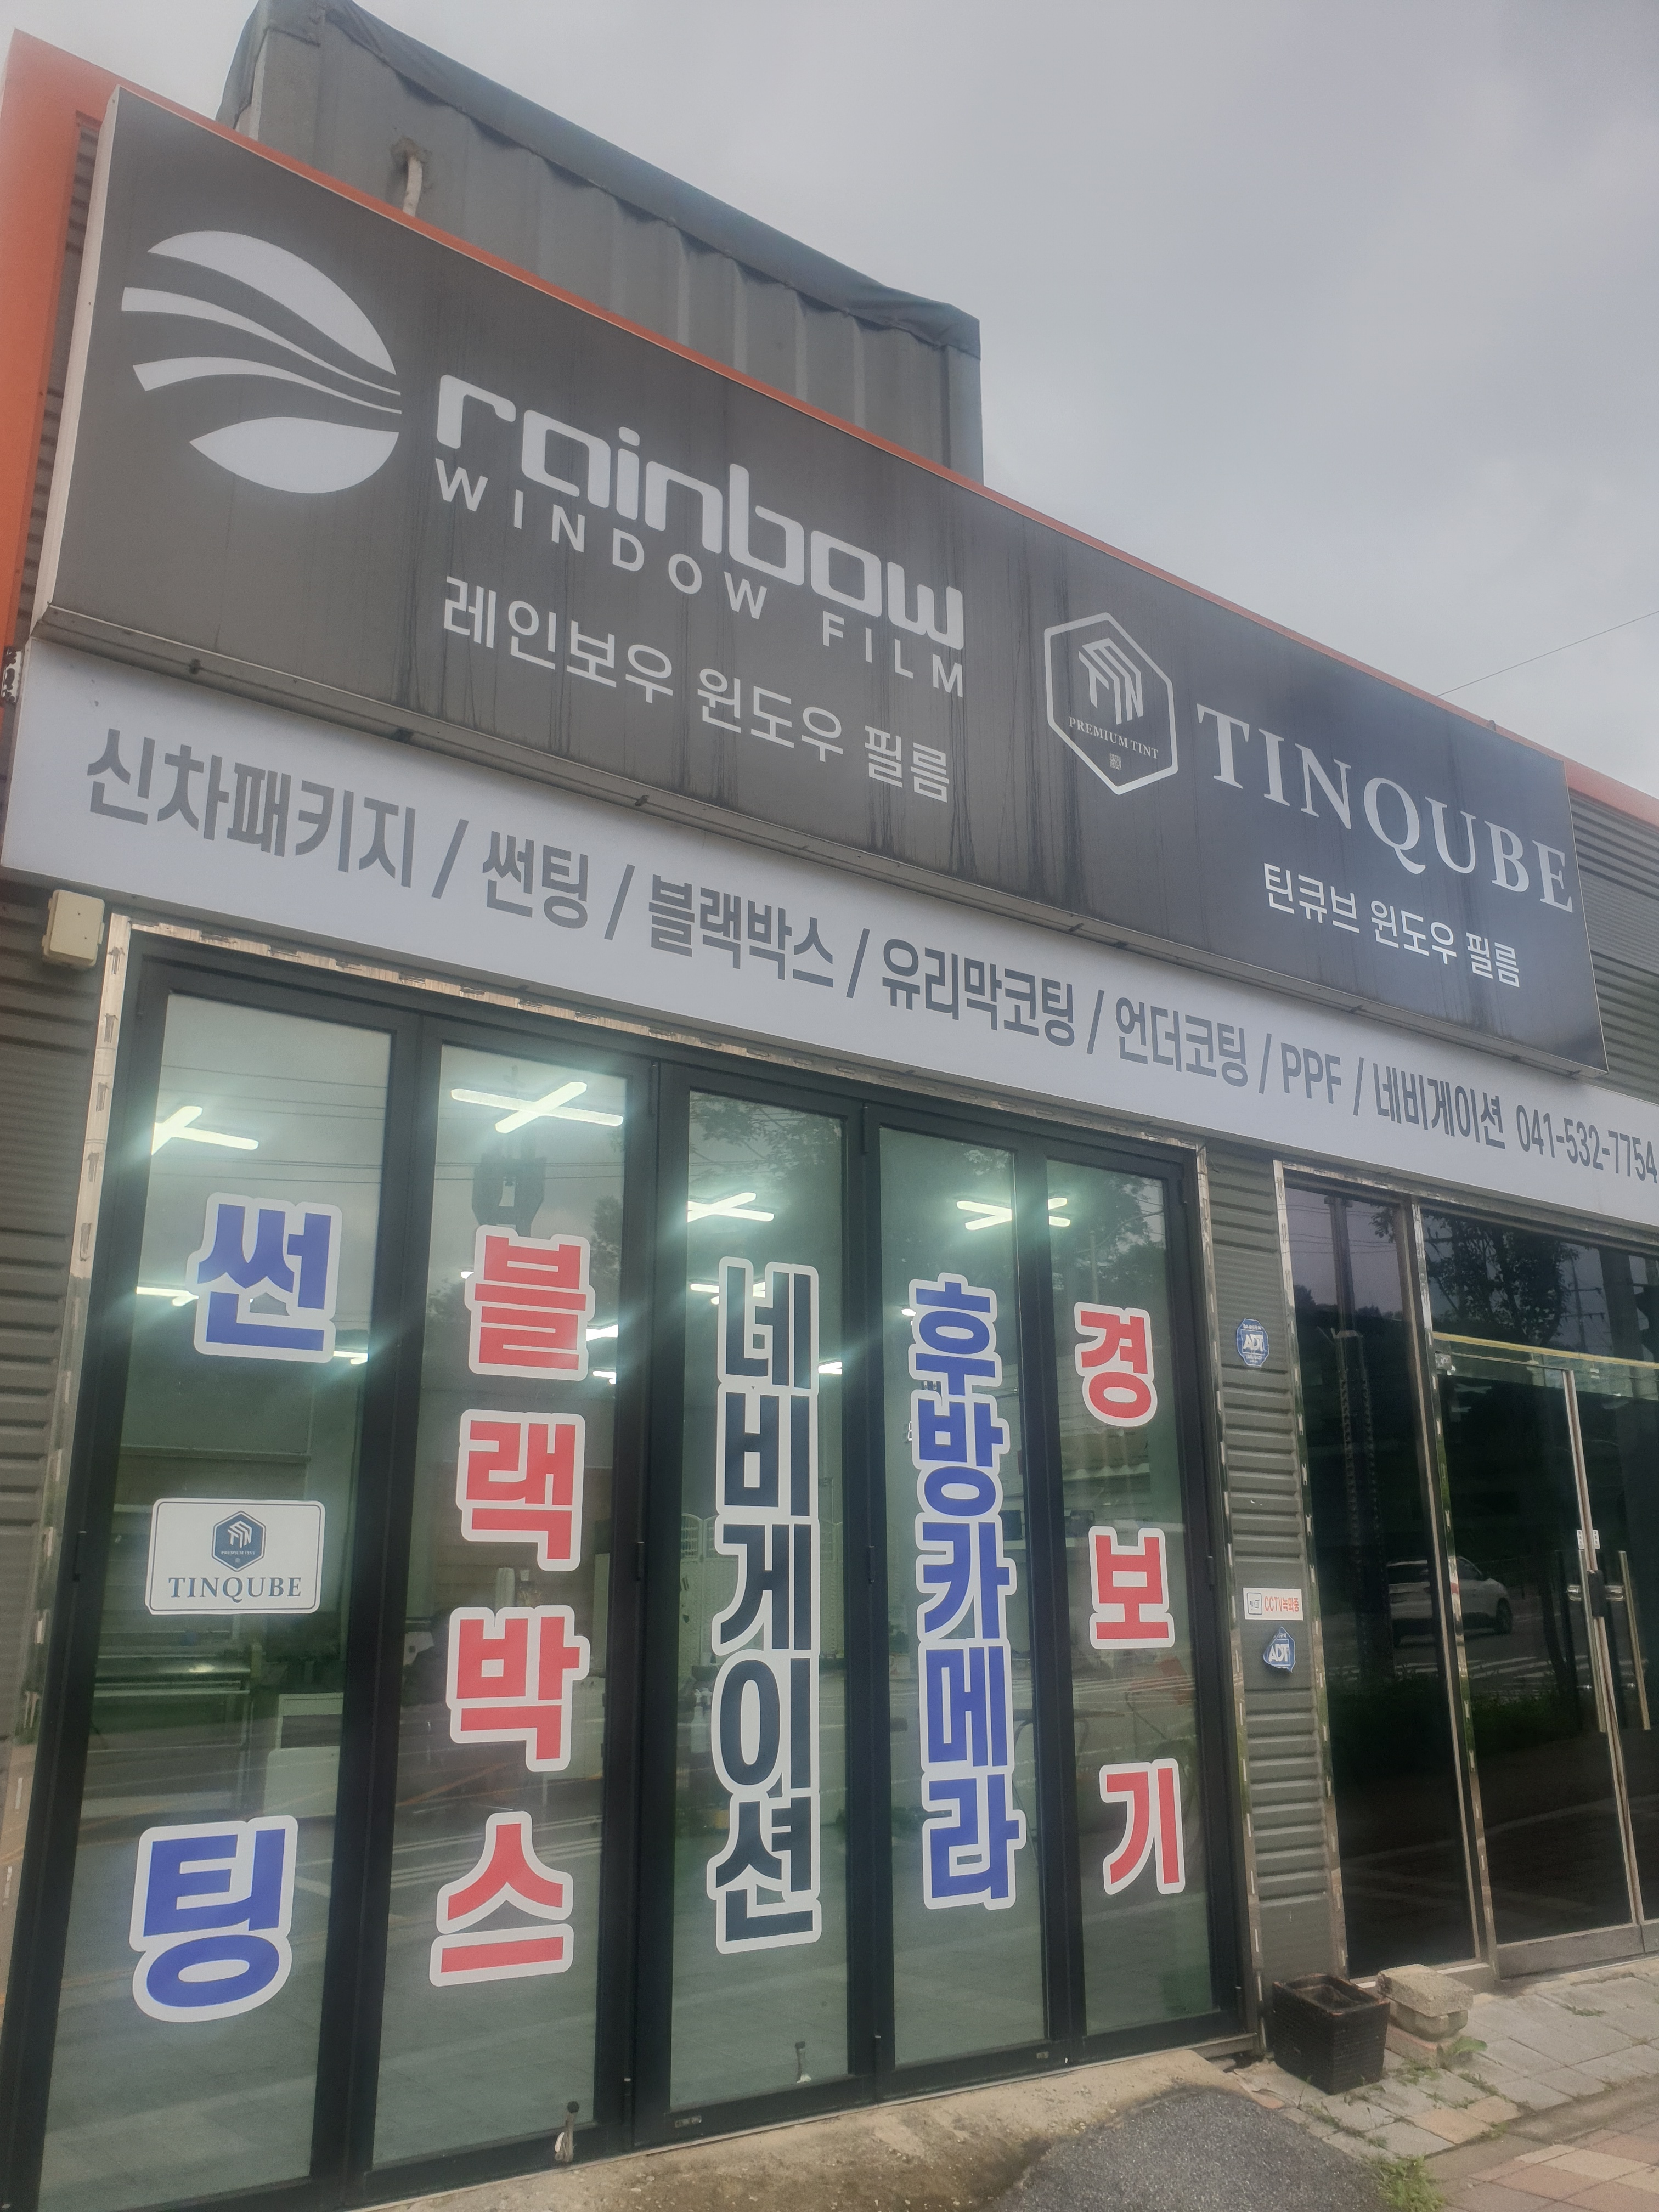 rainbow
WINDOW FILM
레인보우 윈도우 필름
PREMIUM TINT
TINQUBE
틴큐브 윈도우 필름
신차패키지 / 썬팅 / 블랙박스 / 유리막코팅 / 언더코팅 / PPF / 네비게이션 041-532-7754
썬팅
블랙박스
네비게이션
후방카메라
경보기
PREMIUM TINT
TINQUBE
ADT
CCTV녹화중
ADT